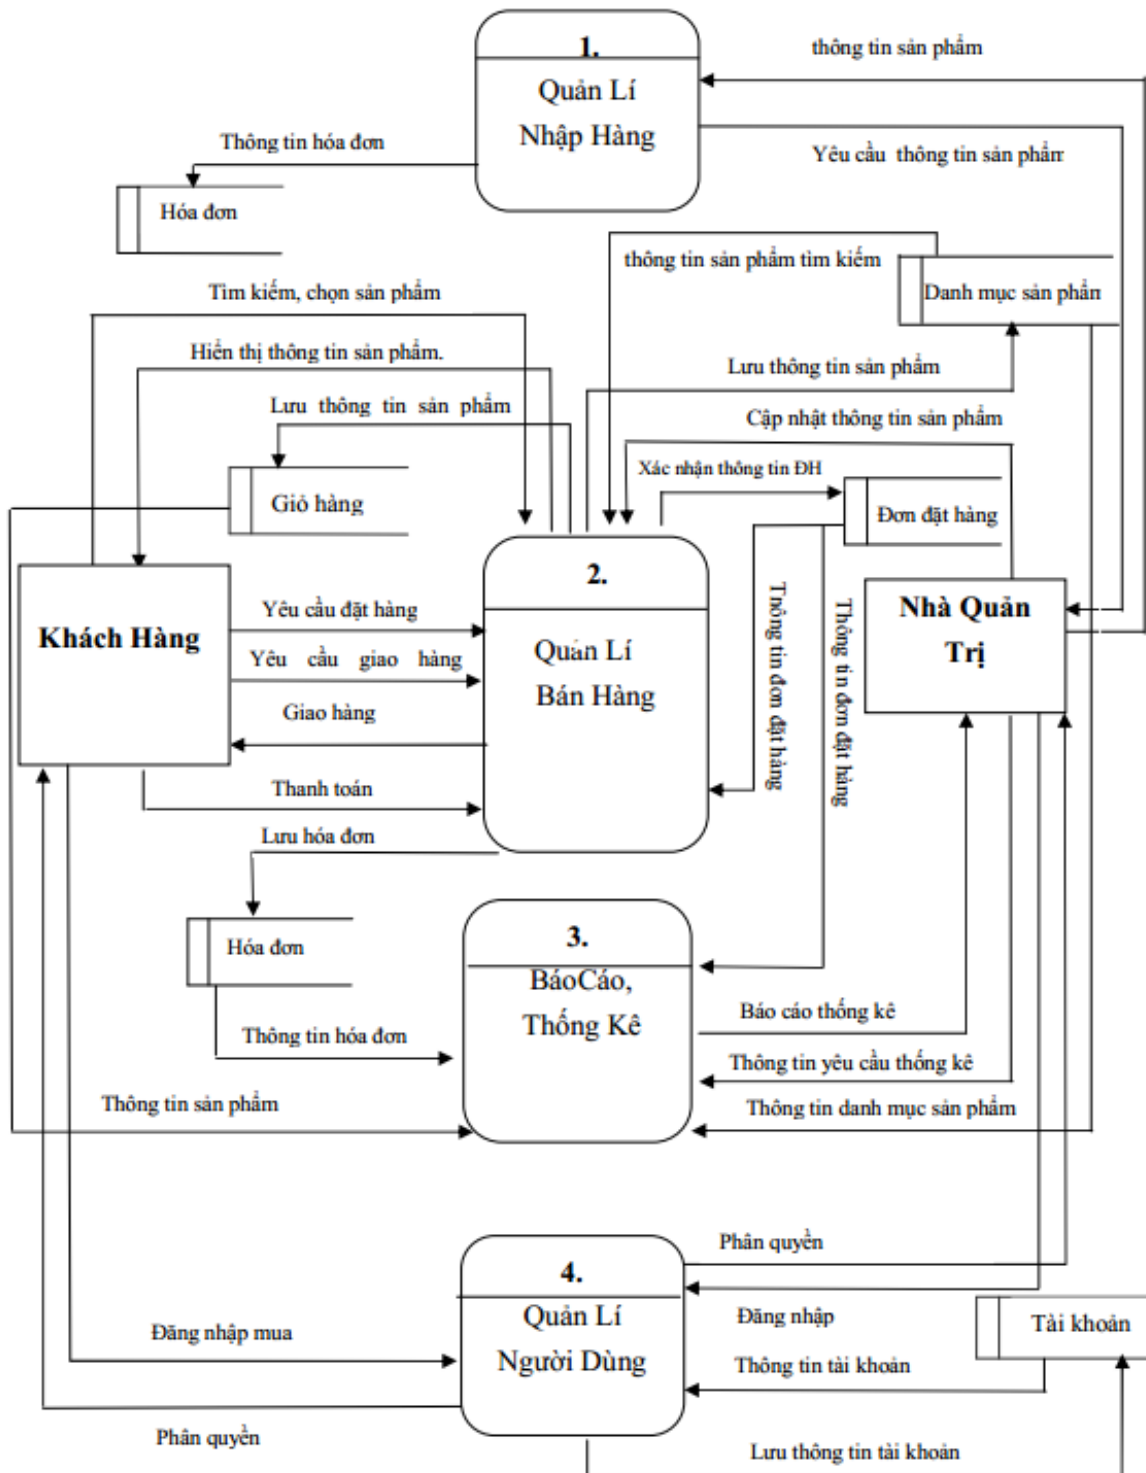 1.
thông tin sản phẩm
Quản Lí
Nhập Hàng
Thông tin hóa đơn
Yêu cầu thông tin sản phẩm
Hóa đơn
thông tin sản phẩm tìm kiếm
Tìm kiếm, chọn sản phẩm
Danh mục sản phẩm
Hiển thị thông tin sản phẩm.
Lưu thông tin sản phẩm
Lưu thông tin sản phẩm
Cập nhật thông tin sản phẩm
Xác nhận thông tin ĐH
Giỏ hàng
Đơn đặt hàng
2.
Khách Hàng
Yêu cầu đặt hàng
Nhà Quản
Trị
Quản Lí
Bán Hàng
Yêu cầu giao hàng
Thông tin đơn đặt hàng
Thông tin đơn đặt hàng
Giao hàng
Thanh toán
Lưu hóa đơn
3.
Hóa đơn
BáoCáo,
Thống Kê
Báo cáo thống kê
Thông tin hóa đơn
Thông tin yêu cầu thống kê
Thông tin sản phẩm
Thông tin danh mục sản phẩm
Phân quyền
4.
Quản Lí
Người Dùng
Đăng nhập
Tài khoản
Đăng nhập mua
Thông tin tài khoản
Phân quyền
Lưu thông tin tài khoản